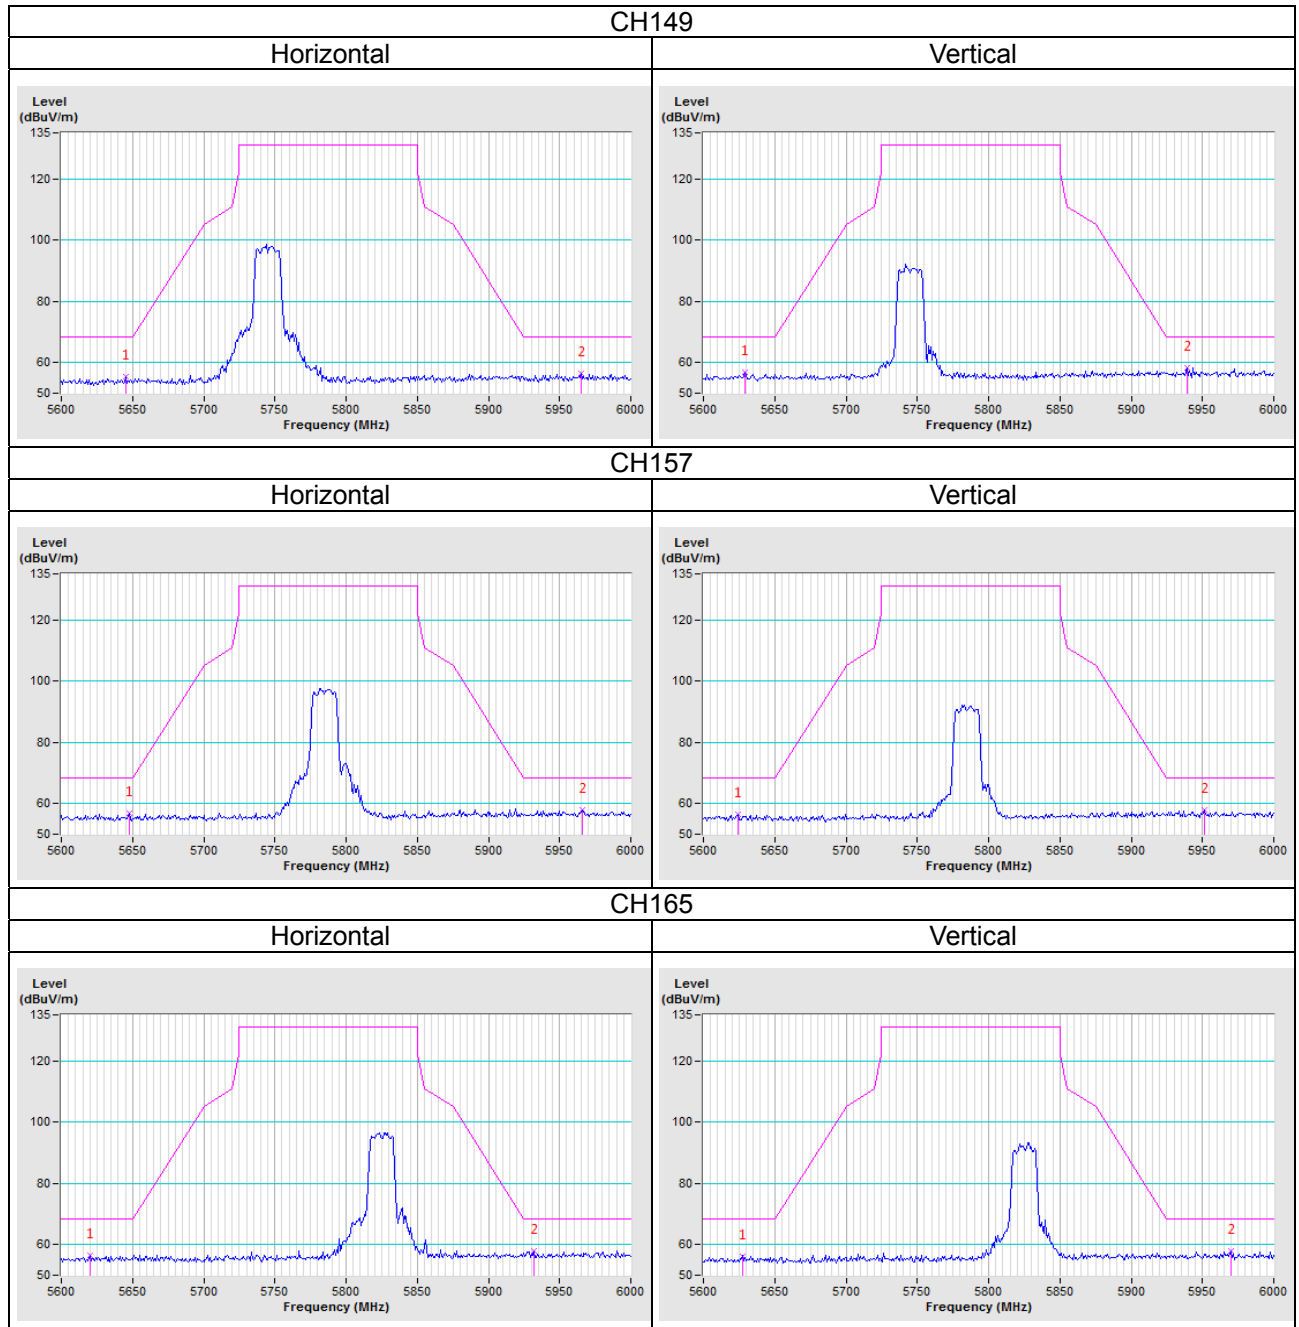 CH149
Horizontal Vertical
Level Level
(dBuV/m) (dBuV/m)
135 135
120 120
100 100
80 80
1 2 1 2
60 60
50 50
5600 5650 5700 5750 5800 5850 5900 5950 6000 5600 5650 5700 5750 5800 5850 5900 5950 6000
Frequency (MHz) Frequency (MHz)
CH157
Horizontal Vertical
Level Level
(dBuV/m) (dBuV/m)
135 135
120 120
100 100
80 80
1 2 1 2
60 60
50 50
5600 5650 5700 5750 5800 5850 5900 5950 6000 5600 5650 5700 5750 5800 5850 5900 5950 6000
Frequency (MHz) Frequency (MHz)
CH165
Horizontal Vertical
Level Level
(dBuV/m) (dBuV/m)
135 135
120 120
100 100
80 80
1 2 1 2
60 60
50 50
5600 5650 5700 5750 5800 5850 5900 5950 6000 5600 5650 5700 5750 5800 5850 5900 5950 6000
Frequency (MHz) Frequency (MHz)